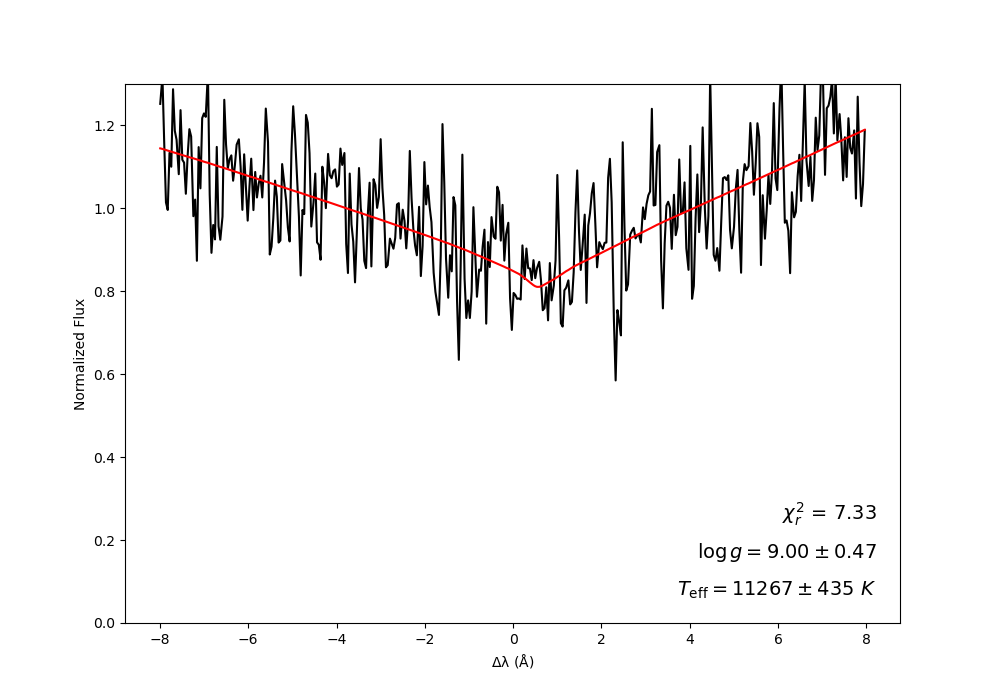 1.2
1.0
0.8
0.6
0.4
0.2
0.0
Normalized Flux
χ²ᵣ = 7.33
log g = 9.00 ± 0.47
T_eff = 11267 ± 435 K
−8 −6 −4 −2 0 2 4 6 8
Δλ (Å)